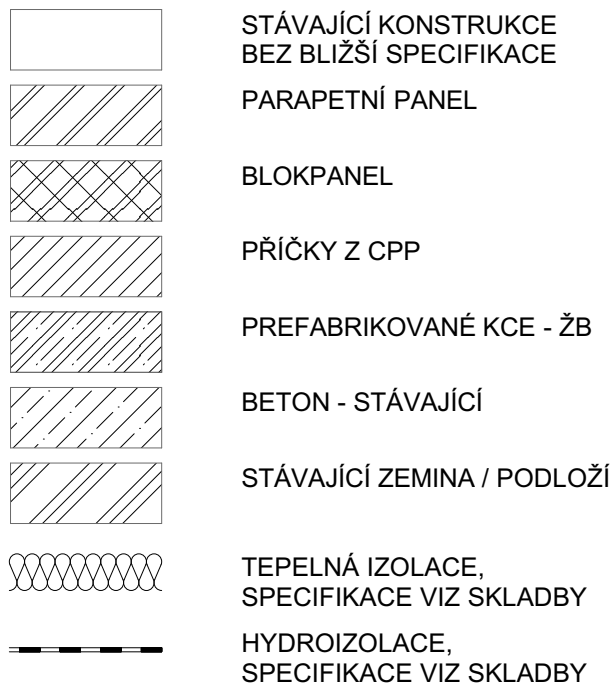 STÁVAJÍCÍ KONSTRUKCE
BEZ BLIŽŠÍ SPECIFIKACE
PARAPETNÍ PANEL
BLOKPANEL
PŘÍČKY Z CPP
PREFABRIKOVANÉ KCE - ŽB
BETON - STÁVAJÍCÍ
STÁVAJÍCÍ ZEMINA / PODLOŽÍ
TEPELNÁ IZOLACE,
SPECIFIKACE VIZ SKLADBY
HYDROIZOLACE,
SPECIFIKACE VIZ SKLADBY